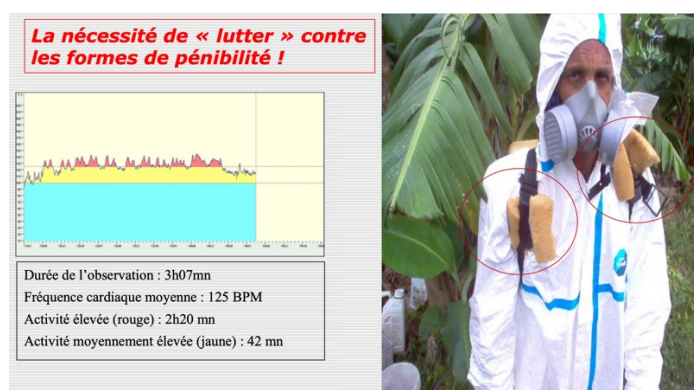 La nécessité de « lutter » contre
les formes de pénibilité !
Durée de l'observation : 3h07mn
Fréquence cardiaque moyenne : 125 BPM
Activité élevée (rouge) : 2h20 mn
Activité moyennement élevée (jaune) : 42 mn